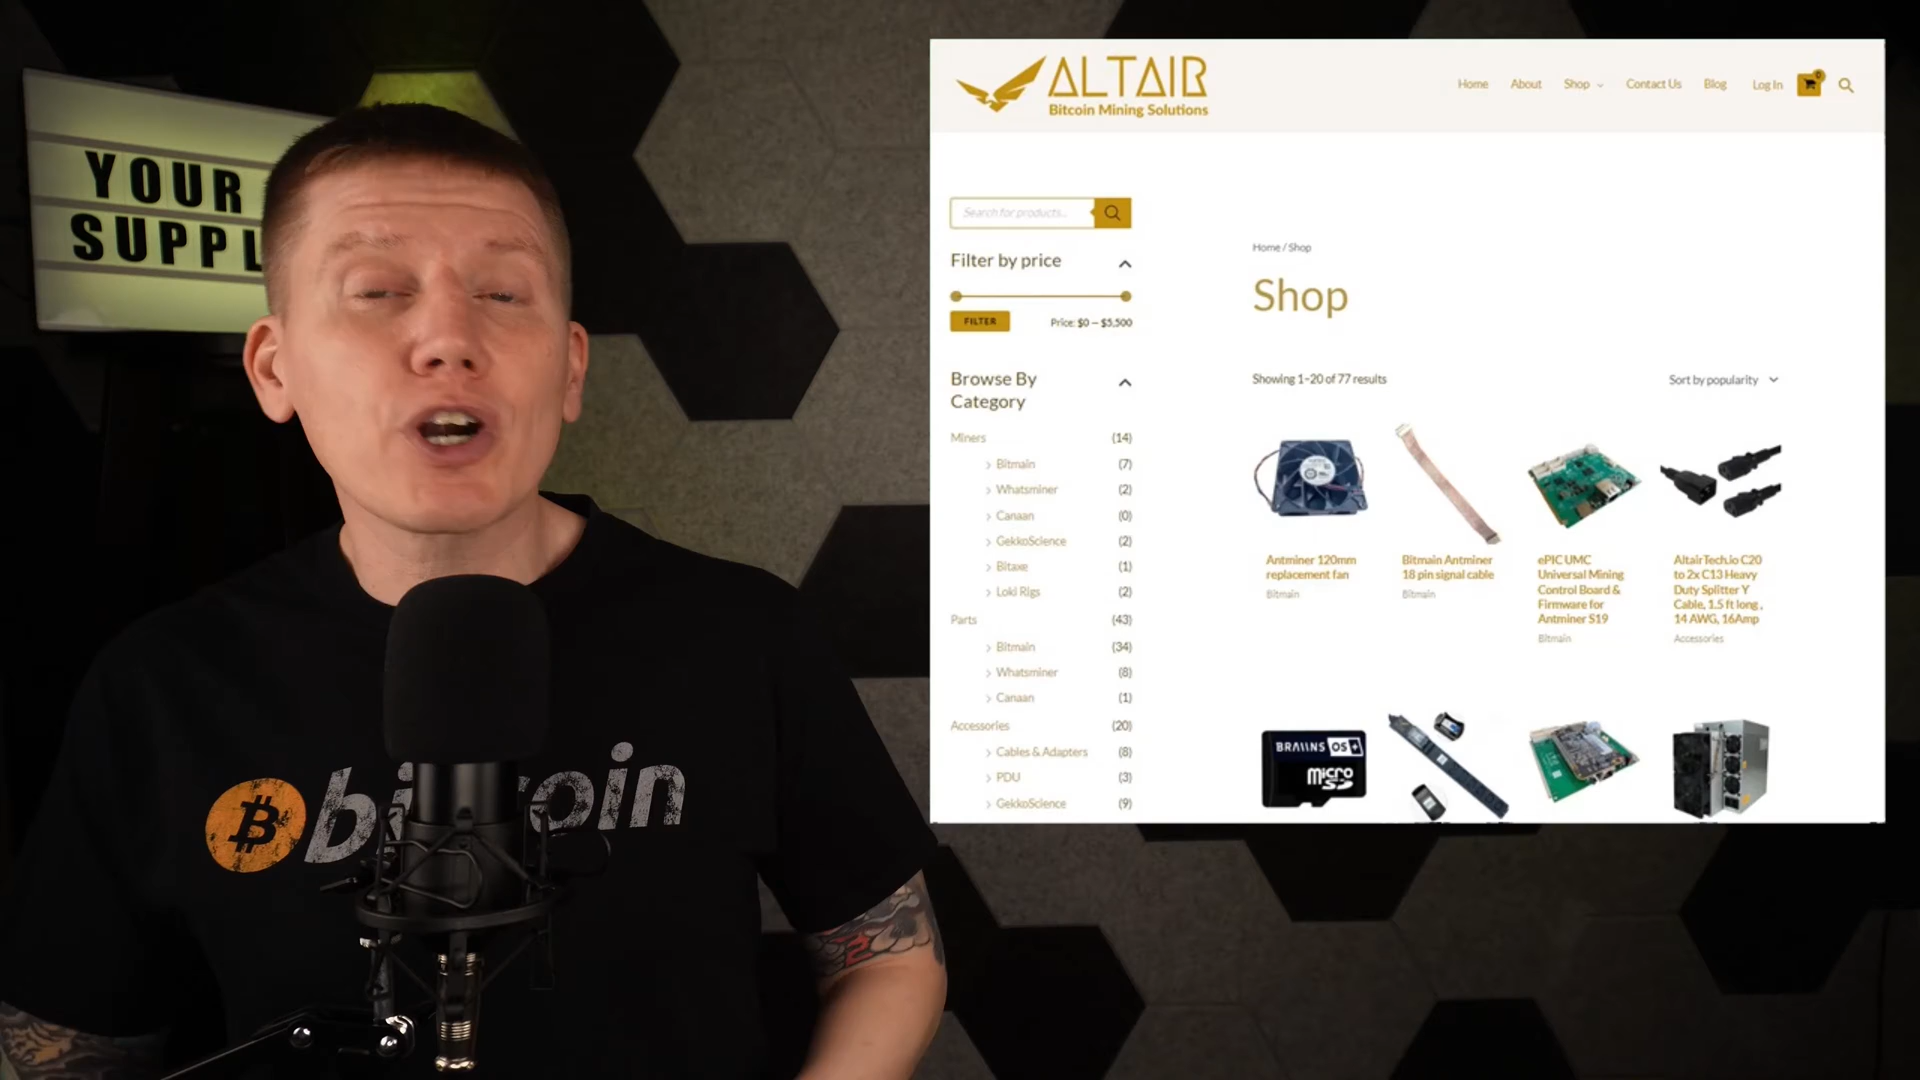 YOUR
SUPPL
bi coin
ALTAIR
Bitcoin Mining Solutions
Home
About
Shop
Contact Us
Blog
Log In
0
Search for products...
Filter by price
FILTER
Price: $0 — $5,500
Browse By
Category
Miners (14)
Bitmain (7)
Whatsminer (2)
Canaan (0)
GekkoScience (2)
Bitaxe (1)
Loki Rigs (2)
Parts (43)
Bitmain (34)
Whatsminer (8)
Canaan (1)
Accessories (20)
Cables & Adapters (8)
PDU (3)
GekkoScience (9)
Home / Shop
Shop
Showing 1–20 of 77 results
Sort by popularity
Antminer 120mm
replacement fan
Bitmain
Bitmain Antminer
18 pin signal cable
Bitmain
ePIC UMC
Universal Mining
Control Board &
Firmware for
Antminer S19
Bitmain
AltairTech.io C20
to 2x C13 Heavy
Duty Splitter Y
Cable, 1.5 ft long ,
14 AWG, 16Amp
Accessories
BRAIINS OS+
micro
SD